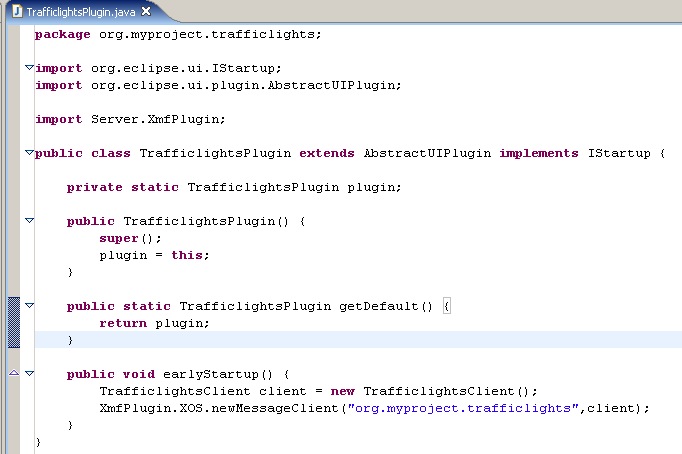 TrafficlightsPlugin.java
package org.myproject.trafficlights;
import org.eclipse.ui.IStartup;
import org.eclipse.ui.plugin.AbstractUIPlugin;
import Server.XmfPlugin;
public class TrafficlightsPlugin extends AbstractUIPlugin implements IStartup {
private static TrafficlightsPlugin plugin;
public TrafficlightsPlugin() {
super();
plugin = this;
}
public static TrafficlightsPlugin getDefault() {
return plugin;
}
public void earlyStartup() {
TrafficlightsClient client = new TrafficlightsClient();
XmfPlugin.XOS.newMessageClient("org.myproject.trafficlights",client);
}
}